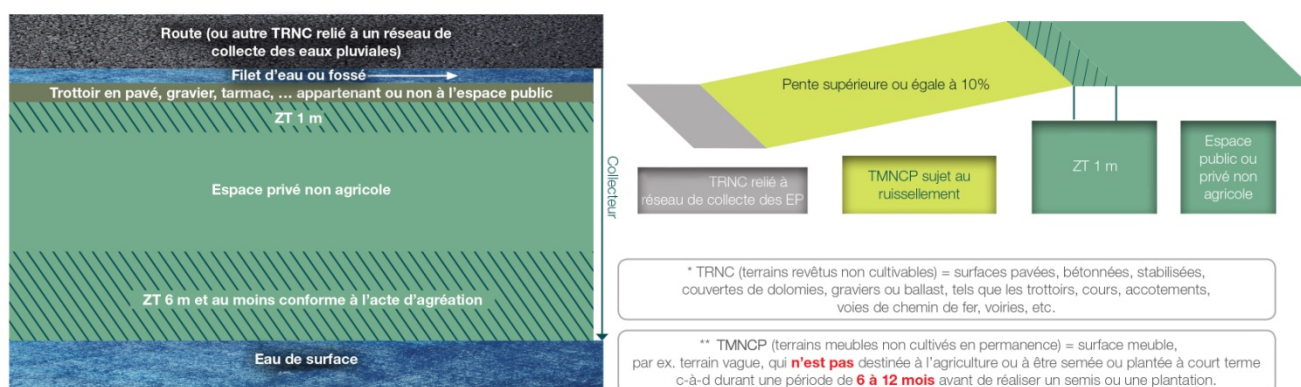 Route (ou autre TRNC relié à un réseau de
collecte des eaux pluviales)
Filet d'eau ou fossé
Trottoir en pavé, gravier, tarmac, ... appartenant ou non à l'espace public
ZT 1 m
Espace privé non agricole
ZT 6 m et au moins conforme à l'acte d'agréation
Eau de surface
Collecteur
Pente supérieure ou égale à 10%
TRNC relié à
réseau de collecte des EP
TMNCP sujet au
ruissellement
ZT 1 m
Espace
public ou
privé non
agricole
* TRNC (terrains revêtus non cultivables) = surfaces pavées, bétonnées, stabilisées,
couvertes de dolomies, graviers ou ballast, tels que les trottoirs, cours, accotements,
voies de chemin de fer, voiries, etc.
** TMNCP (terrains meubles non cultivés en permanence) = surface meuble,
par ex. terrain vague, qui n'est pas destinée à l'agriculture ou à être semée ou plantée à court terme
c-à-d durant une période de 6 à 12 mois avant de réaliser un semis ou une plantation.